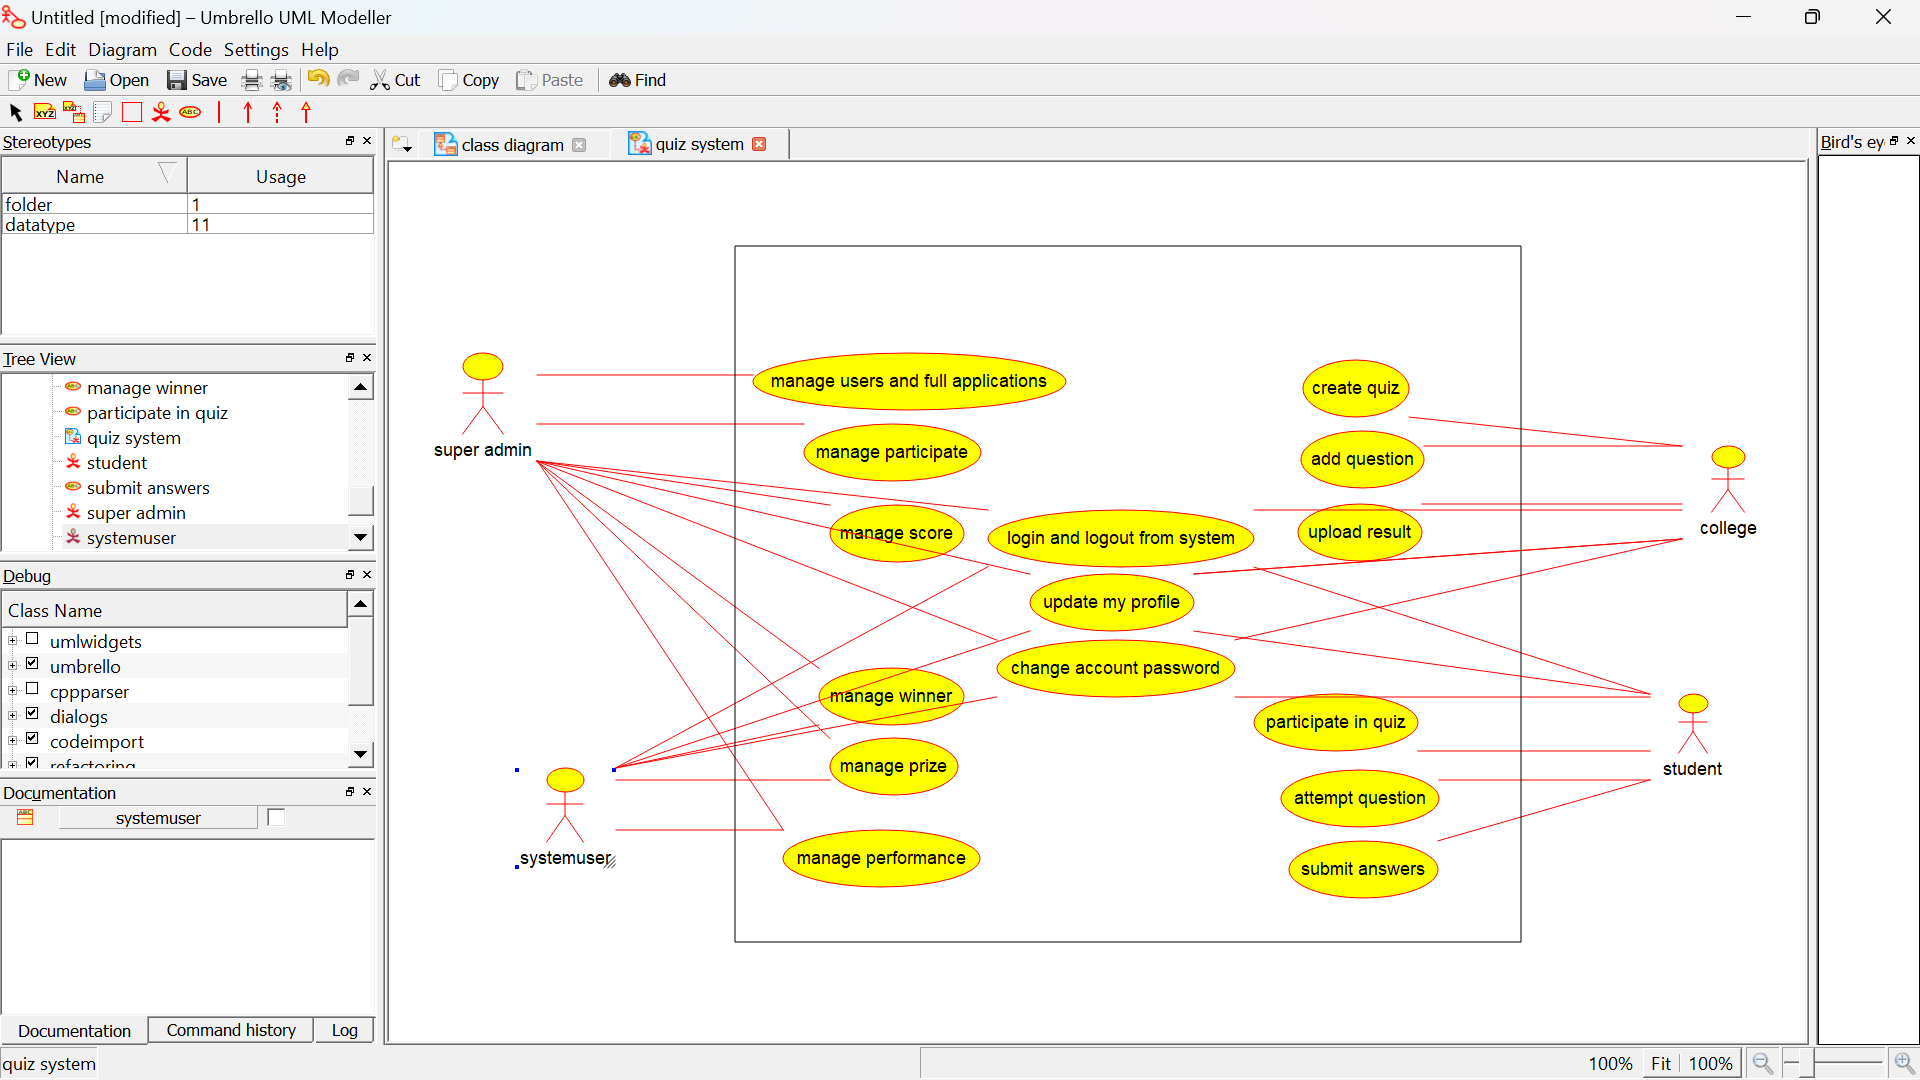 Untitled [modified] – Umbrello UML Modeller
File Edit Diagram Code Settings Help
New Open Save Cut Copy Paste Find
XYZ XYZ ABC
Stereotypes
Name Usage
folder 1
datatype 11
Tree View
manage winner
participate in quiz
quiz system
student
submit answers
super admin
systemuser
Debug
Class Name
umlwidgets
umbrello
cppparser
dialogs
codeimport
refactoring
Documentation
systemuser
Documentation Command history Log
quiz system
class diagram quiz system
super admin
manage users and full applications
manage participate
manage score
login and logout from system
update my profile
change account password
manage winner
manage prize
manage performance
systemuser
create quiz
add question
upload result
college
participate in quiz
attempt question
submit answers
student
Bird's ey
100% Fit 100%